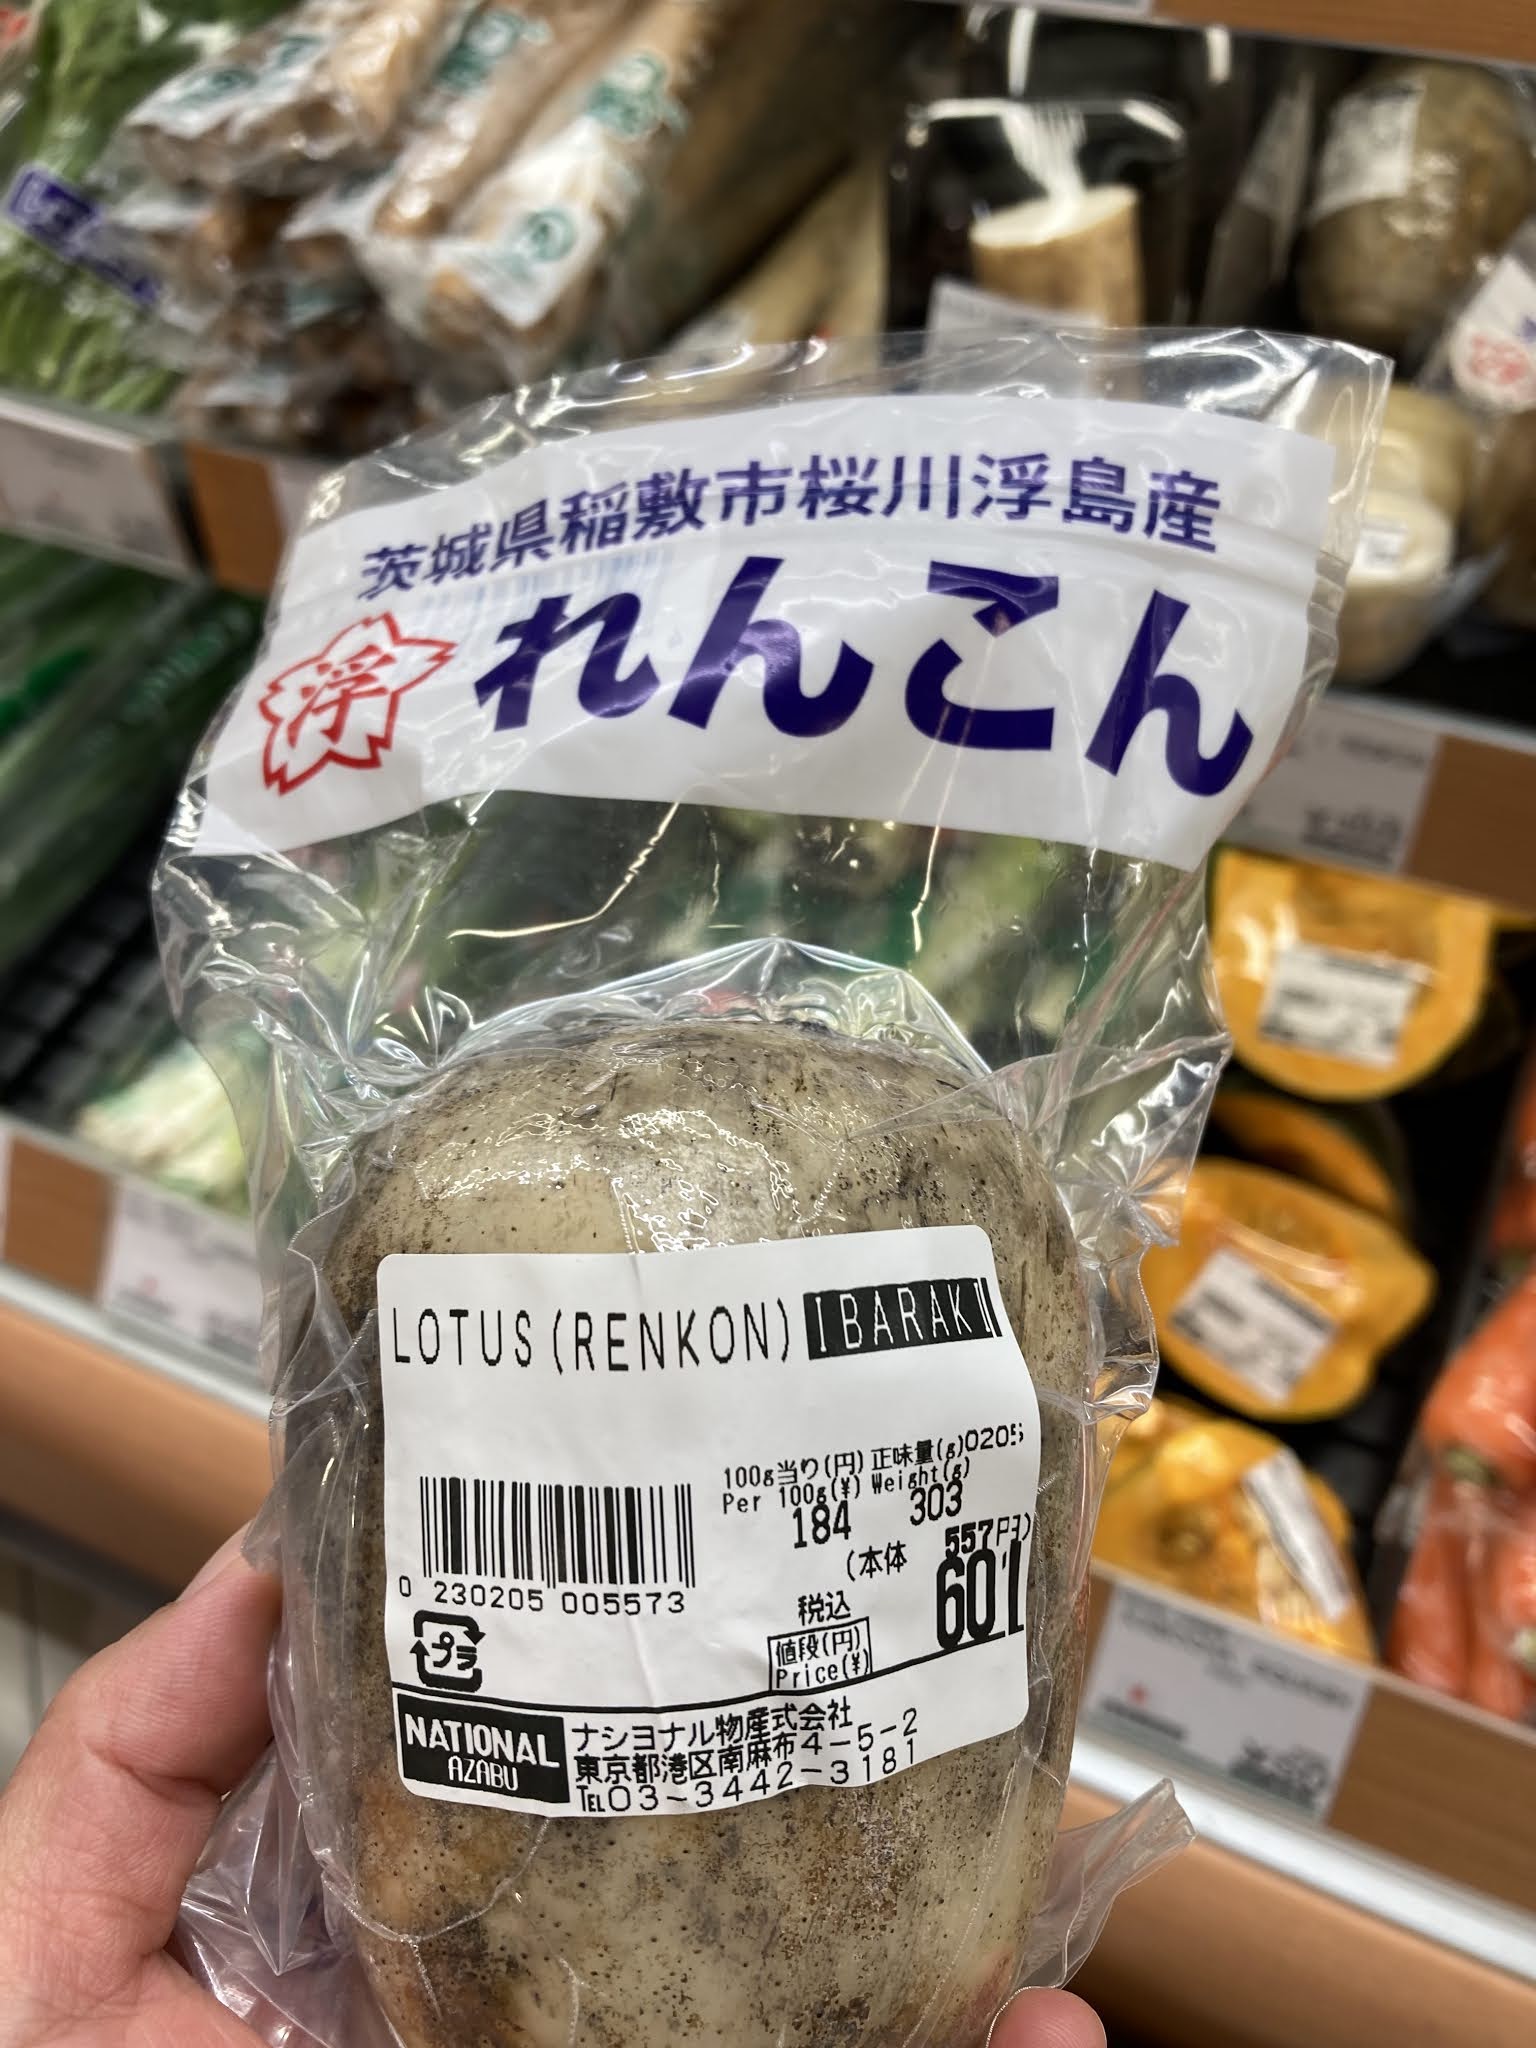 茨城県稲敷市桜川浮島産
浮
れんこん
LOTUS(RENKON) IBARAKI
100g当り(円) 正味量(g)0205
Per 100g(¥) Weight(g)
184 303
(本体 557円)
税込 601
値段(円)
Price(¥)
0 230205 005573
プラ
NATIONAL
AZABU
ナショナル物産式会社
東京都港区南麻布4-5-2
TEL03-3442-3181